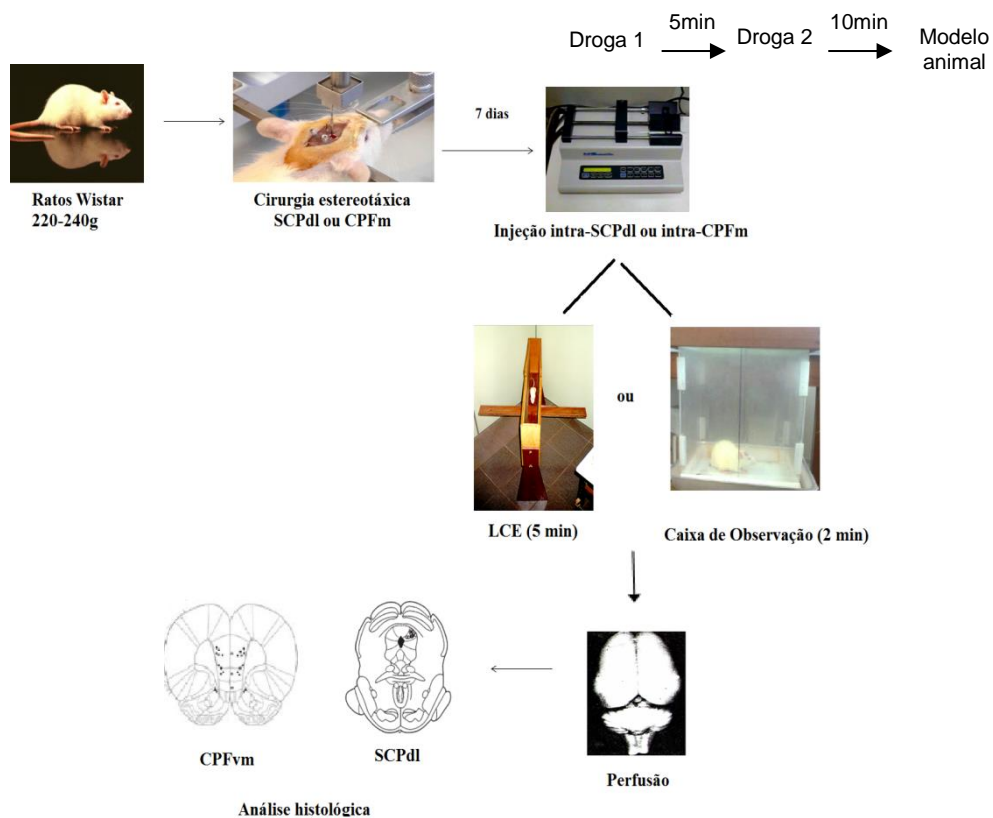 5min
10min
Droga 1
Droga 2
Modelo
animal
7 dias
Ratos Wistar
220-240g
Cirurgia estereotáxica
SCPdl ou CPFm
Injeção intra-SCPdl ou intra-CPFm
ou
LCE (5 min)
Caixa de Observação (2 min)
CPFvm
SCPdl
Perfusão
Análise histológica